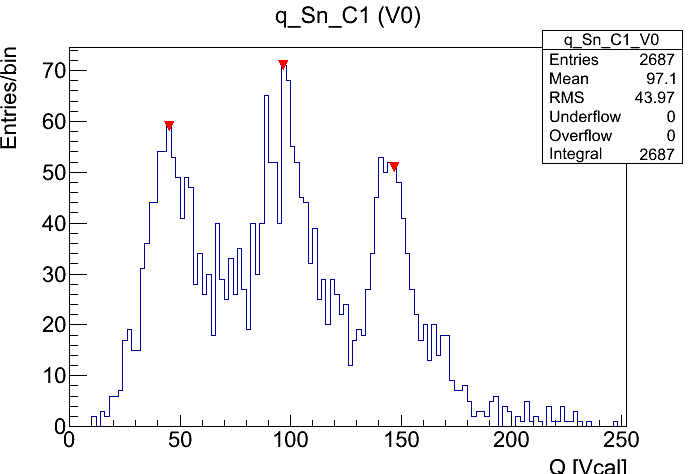 q_Sn_C1 (V0)
Entries/bin
q_Sn_C1_V0
Entries 2687
Mean 97.1
RMS 43.97
Underflow 0
Overflow 0
Integral 2687
70
60
50
40
30
20
10
0
0 50 100 150 200 250
Q [Vcal]